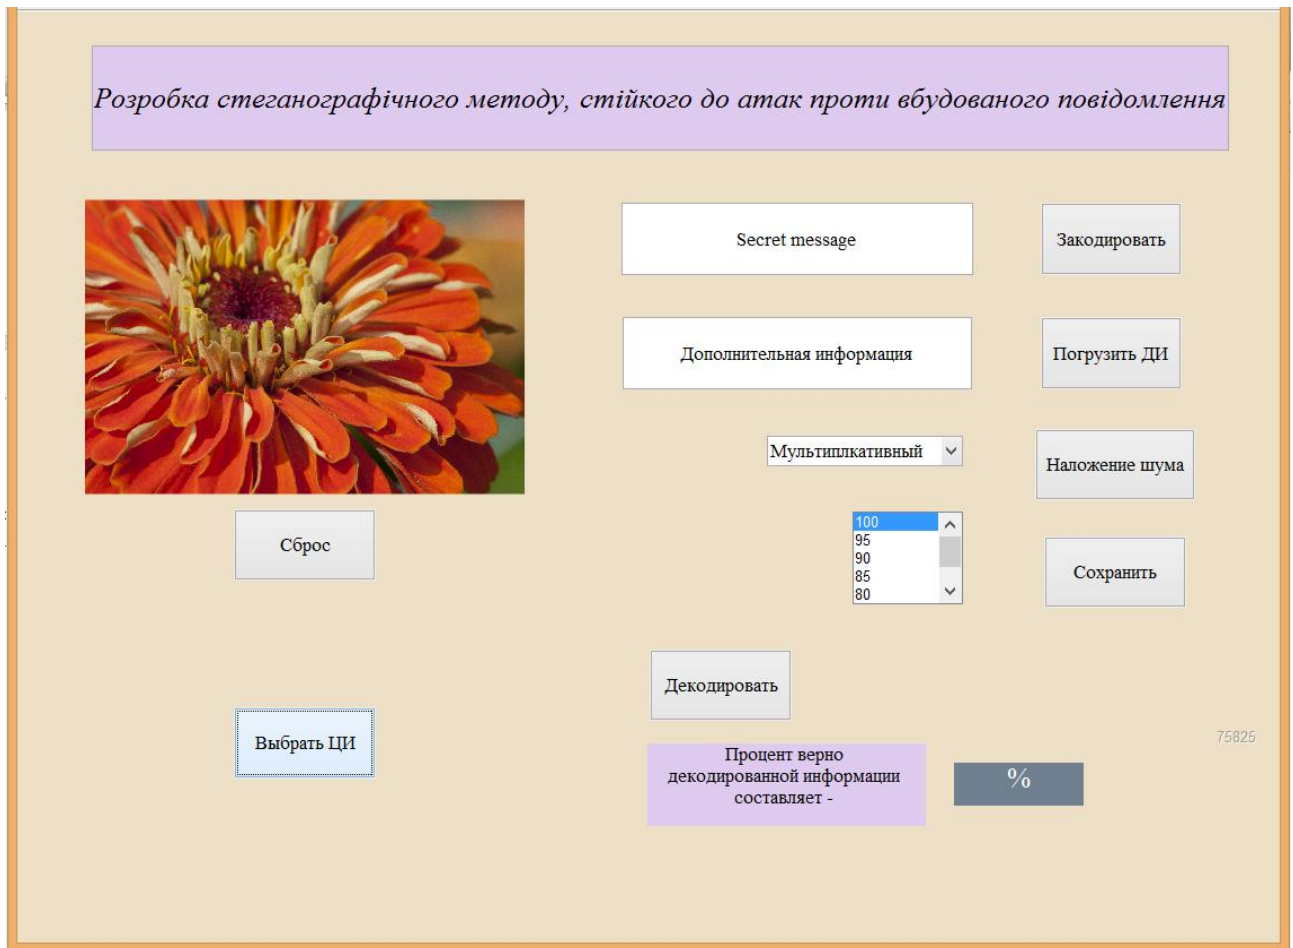 Розробка стеганографічного методу, стійкого до атак проти вбудованого повідомлення
Secret message
Закодировать
Дополнительная информация
Погрузить ДИ
Мультиплкативный
Наложение шума
100
95
90
85
80
Сброс
Сохранить
Декодировать
Выбрать ЦИ
75825
Процент верно
декодированной информации
составляет -
%